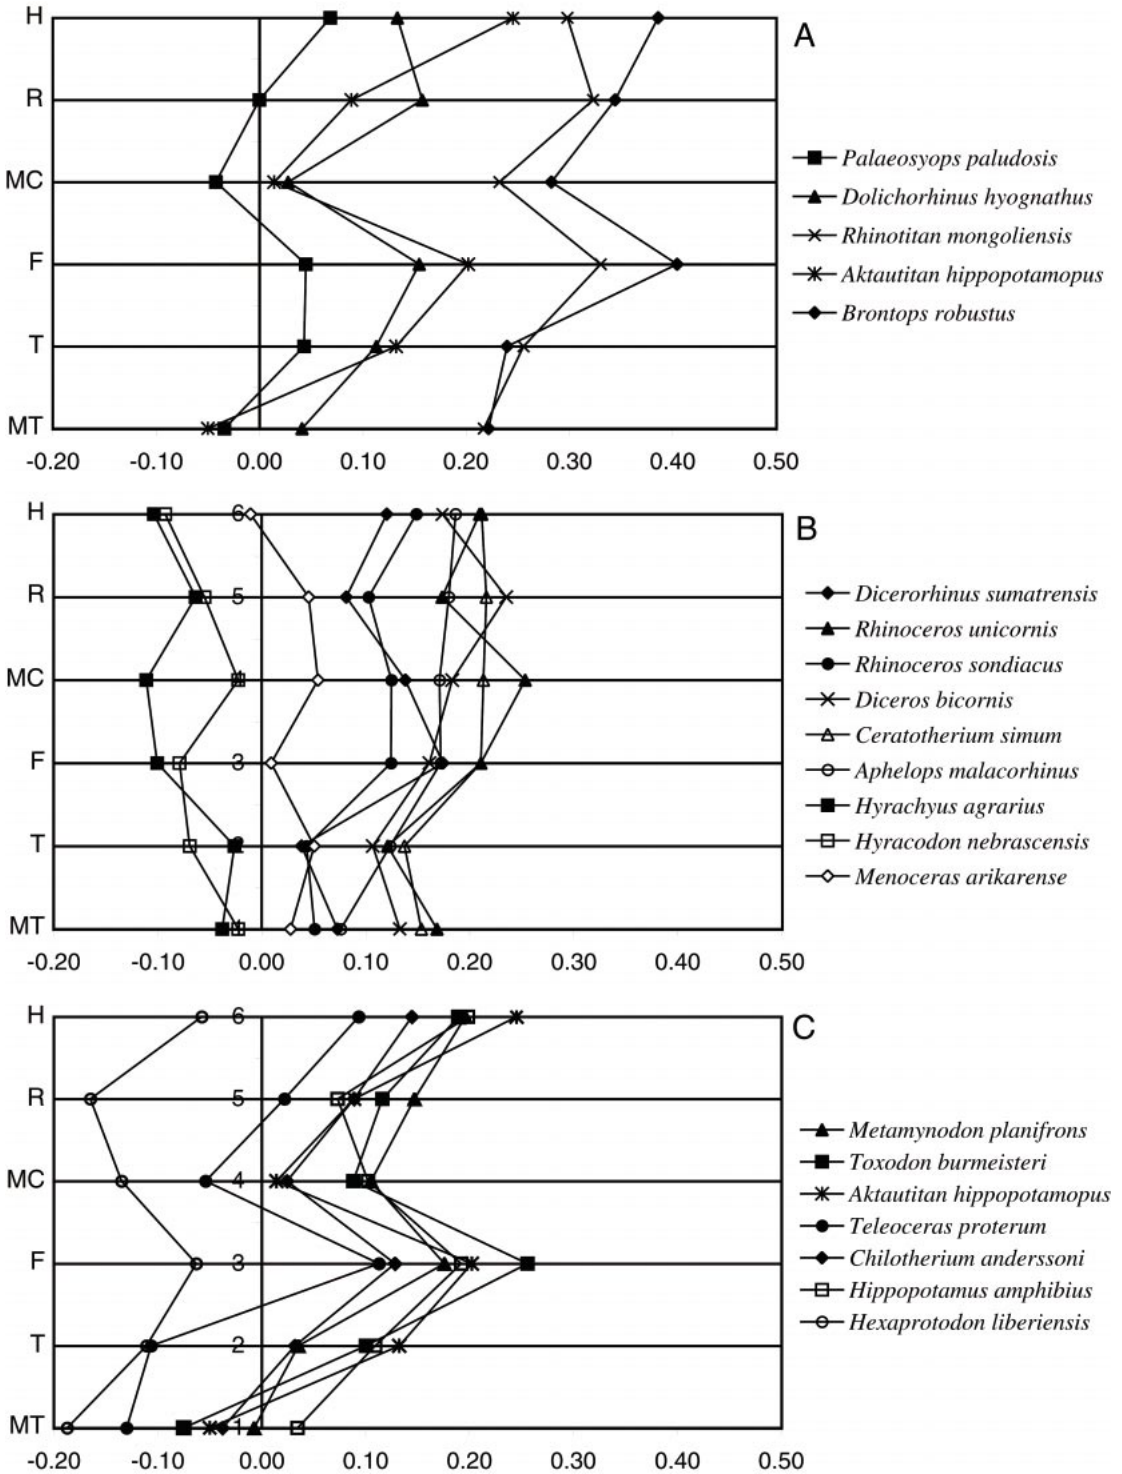 H
A
R
Palaeosyops paludosis
MC
Dolichorhinus hyognathus
Rhinotitan mongoliensis
F
Aktautitan hippopotamopus
Brontops robustus
T
MT
-0.20 -0.10 0.00 0.10 0.20 0.30 0.40 0.50
H 6
B
R 5
Dicerorhinus sumatrensis
Rhinoceros unicornis
Rhinoceros sondiacus
MC
Diceros bicornis
Ceratotherium simum
F 3
Aphelops malacorhinus
Hyrachyus agrarius
T
Hyracodon nebrascensis
Menoceras arikarense
MT
-0.20 -0.10 0.00 0.10 0.20 0.30 0.40 0.50
H 6
C
R 5
Metamynodon planifrons
Toxodon burmeisteri
MC 4
Aktautitan hippopotamopus
Teleoceras proterum
F 3
Chilotherium anderssoni
Hippopotamus amphibius
Hexaprotodon liberiensis
T 2
MT 1
-0.20 -0.10 0.00 0.10 0.20 0.30 0.40 0.50